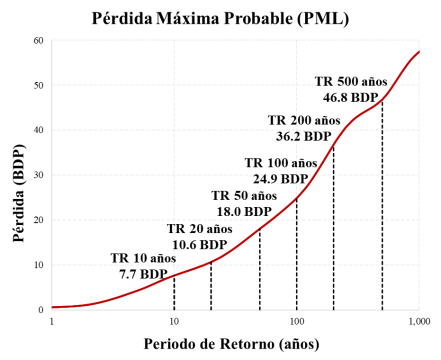 Pérdida Máxima Probable (PML)
Pérdida (BDP)
60
50
40
30
20
10
0
TR 500 años
46.8 BDP
TR 200 años
36.2 BDP
TR 100 años
24.9 BDP
TR 50 años
18.0 BDP
TR 20 años
10.6 BDP
TR 10 años
7.7 BDP
1
10
100
1,000
Periodo de Retorno (años)